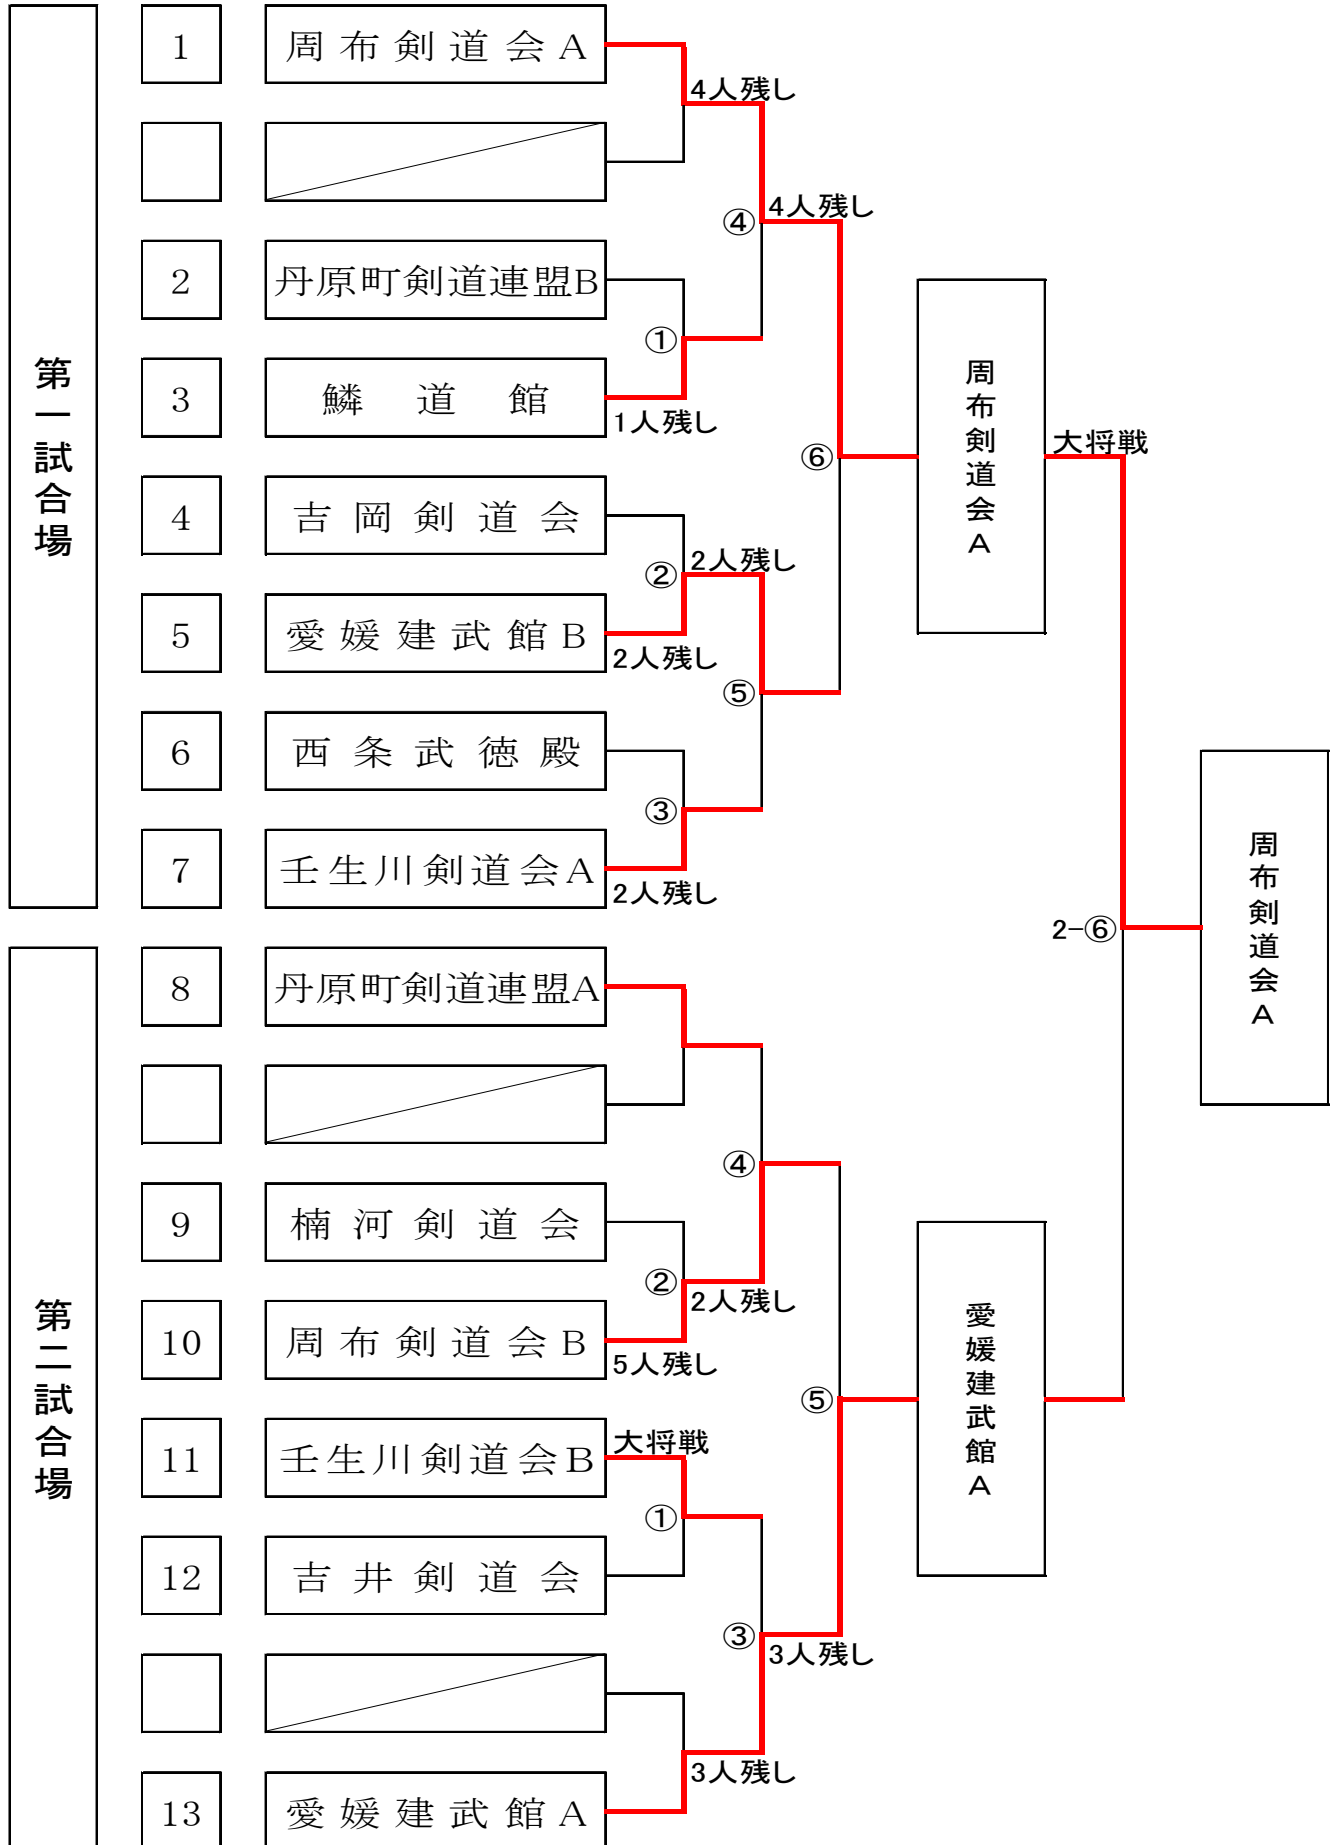 第一試合場
1 周布剣道会A
4人残し
④ 4人残し
2 丹原町剣道連盟B
①
3 鱗道館
1人残し
⑥
周布剣道会A
大将戦
4 吉岡剣道会
② 2人残し
5 愛媛建武館B
2人残し
⑤
6 西条武徳殿
③
7 壬生川剣道会A
2人残し
2-⑥
周布剣道会A
第二試合場
8 丹原町剣道連盟A
④
9 楠河剣道会
② 2人残し
10 周布剣道会B
5人残し
⑤
愛媛建武館A
11 壬生川剣道会B
大将戦
①
12 吉井剣道会
③ 3人残し
3人残し
13 愛媛建武館A